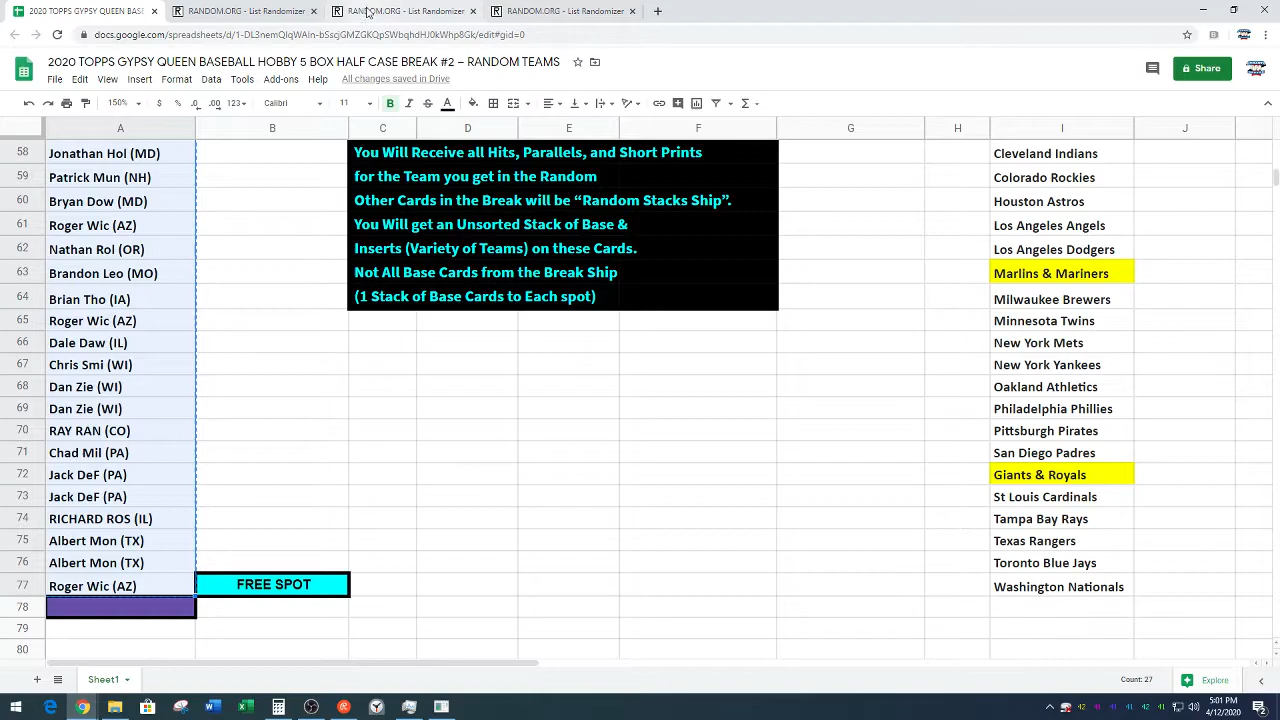 2020 TOPPS GYPSY QUEEN BASEB
RANDOM.ORG - List Randomizer
RANDOM.ORG - List Randomizer
RANDOM.ORG - List Randomizer
2020 TOPPS GYPSY QUEEN BASEBALL HOBBY 5 BOX HALF CASE BREAK #2 – RANDOM TEAMS
Share
File Edit View Insert Format Data Tools Add-ons Help All changes saved in Drive
150% $ % .0 .00 123 Calibri 11 B I S A
A B C D E F G H I J
58 Jonathan Hol (MD) You Will Receive all Hits, Parallels, and Short Prints Cleveland Indians
59 Patrick Mun (NH) for the Team you get in the Random Colorado Rockies
60 Bryan Dow (MD) Other Cards in the Break will be “Random Stacks Ship”. Houston Astros
61 Roger Wic (AZ) You Will get an Unsorted Stack of Base & Los Angeles Angels
62 Nathan Rol (OR) Inserts (Variety of Teams) on these Cards. Los Angeles Dodgers
63 Brandon Leo (MO) Not All Base Cards from the Break Ship Marlins & Mariners
64 Brian Tho (IA) (1 Stack of Base Cards to Each spot) Milwaukee Brewers
65 Roger Wic (AZ) Minnesota Twins
66 Dale Daw (IL) New York Mets
67 Chris Smi (WI) New York Yankees
68 Dan Zie (WI) Oakland Athletics
69 Dan Zie (WI) Philadelphia Phillies
70 RAY RAN (CO) Pittsburgh Pirates
71 Chad Mil (PA) San Diego Padres
72 Jack DeF (PA) Giants & Royals
73 Jack DeF (PA) St Louis Cardinals
74 RICHARD ROS (IL) Tampa Bay Rays
75 Albert Mon (TX) Texas Rangers
76 Albert Mon (TX) Toronto Blue Jays
77 Roger Wic (AZ) FREE SPOT Washington Nationals
78
79
80
Sheet1 Count: 27 Explore
5:01 PM
4/12/2020